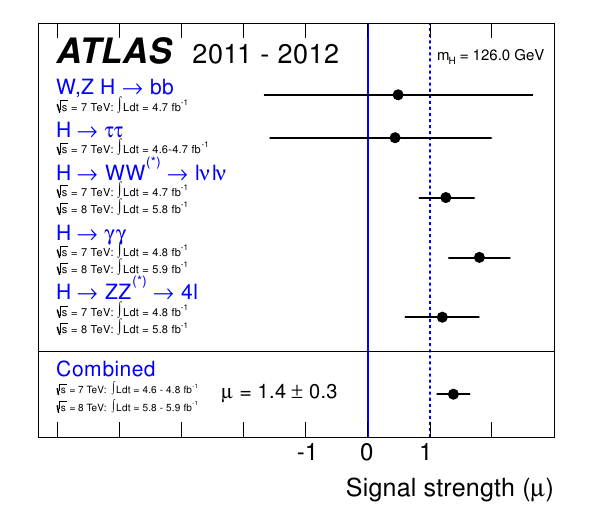 ATLAS 2011 - 2012 m_H = 126.0 GeV
W,Z H → bb
√s = 7 TeV: ∫Ldt = 4.7 fb⁻¹
H → ττ
√s = 7 TeV: ∫Ldt = 4.6-4.7 fb⁻¹
H → WW⁽*⁾ → lνlν
√s = 7 TeV: ∫Ldt = 4.7 fb⁻¹
√s = 8 TeV: ∫Ldt = 5.8 fb⁻¹
H → γγ
√s = 7 TeV: ∫Ldt = 4.8 fb⁻¹
√s = 8 TeV: ∫Ldt = 5.9 fb⁻¹
H → ZZ⁽*⁾ → 4l
√s = 7 TeV: ∫Ldt = 4.8 fb⁻¹
√s = 8 TeV: ∫Ldt = 5.8 fb⁻¹
Combined
√s = 7 TeV: ∫Ldt = 4.6 - 4.8 fb⁻¹
√s = 8 TeV: ∫Ldt = 5.8 - 5.9 fb⁻¹
μ = 1.4 ± 0.3
-1 0 1
Signal strength (μ)